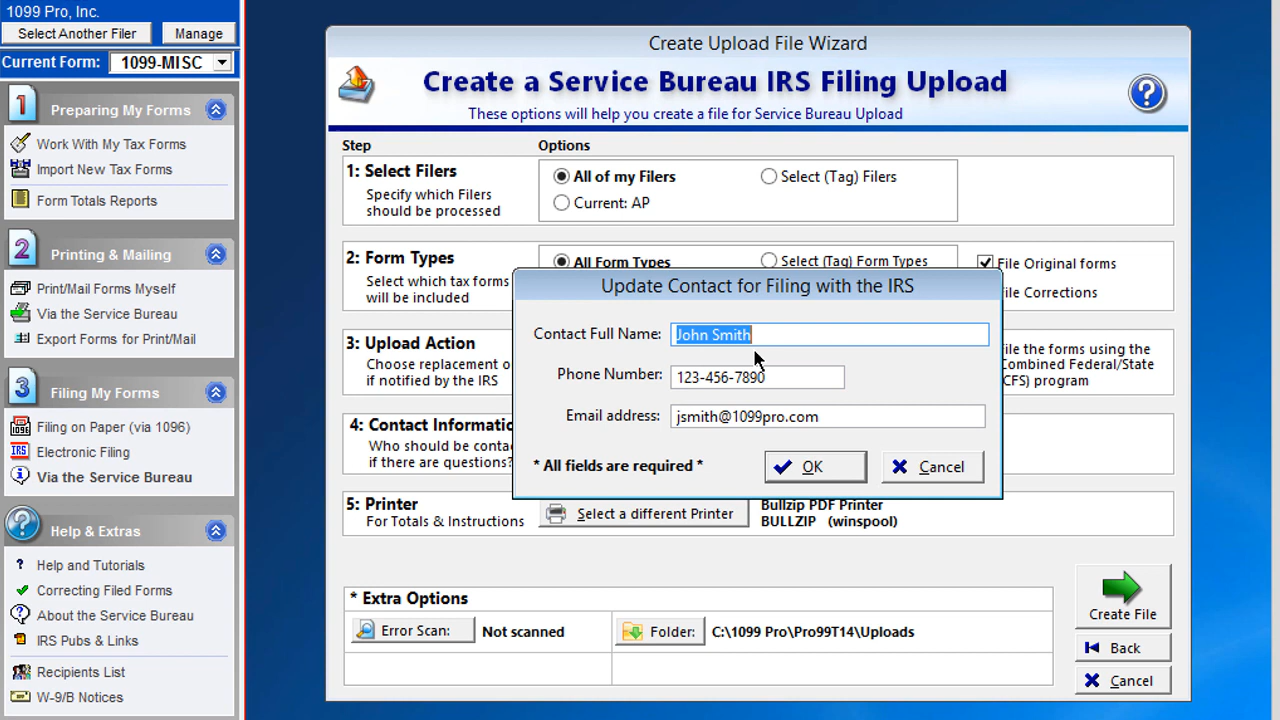 1099 Pro, Inc.
Select Another Filer
Manage
Current Form:
1099-MISC
1
Preparing My Forms
Work With My Tax Forms
Import New Tax Forms
Form Totals Reports
2
Printing & Mailing
Print/Mail Forms Myself
Via the Service Bureau
Export Forms for Print/Mail
3
Filing My Forms
Filing on Paper (via 1096)
IRS
Electronic Filing
Via the Service Bureau
Help & Extras
Help and Tutorials
Correcting Filed Forms
About the Service Bureau
IRS Pubs & Links
Recipients List
W-9/B Notices
Create Upload File Wizard
Create a Service Bureau IRS Filing Upload
These options will help you create a file for Service Bureau Upload
Step
Options
1: Select Filers
Specify which Filers
should be processed
All of my Filers
Select (Tag) Filers
Current: AP
2: Form Types
Select which tax forms
will be included
All Form Types
Select (Tag) Form Types
File Original forms
ile Corrections
3: Upload Action
Choose replacement o
if notified by the IRS
ile the forms using the
ombined Federal/State
CFS) program
4: Contact Informatio
Who should be conta
if there are questions?
5: Printer
For Totals & Instructions
Select a different Printer
Bullzip PDF Printer
BULLZIP (winspool)
Update Contact for Filing with the IRS
Contact Full Name:
John Smith
Phone Number:
123-456-7890
Email address:
jsmith@1099pro.com
* All fields are required *
OK
Cancel
* Extra Options
Error Scan:
Not scanned
Folder:
C:\1099 Pro\Pro99T14\Uploads
Create File
Back
Cancel